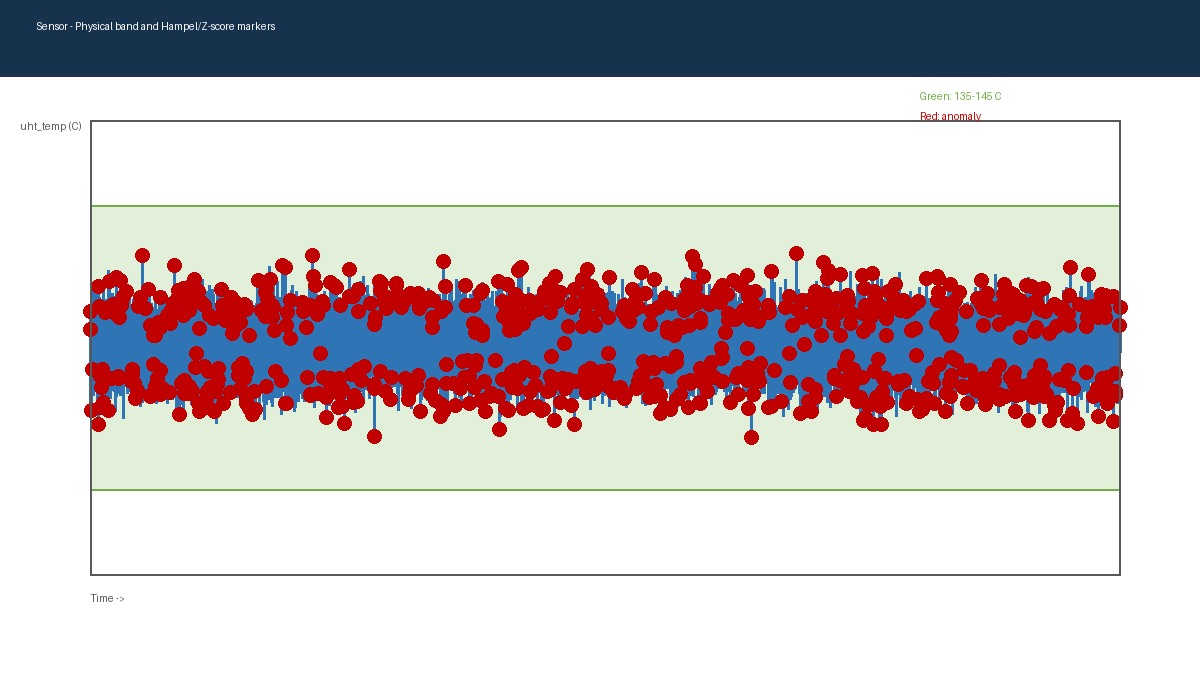 Sensor - Physical band and Hampel/Z-score markers
Green: 135-145 C
Red: anomaly
uht_temp (C)
Time ->